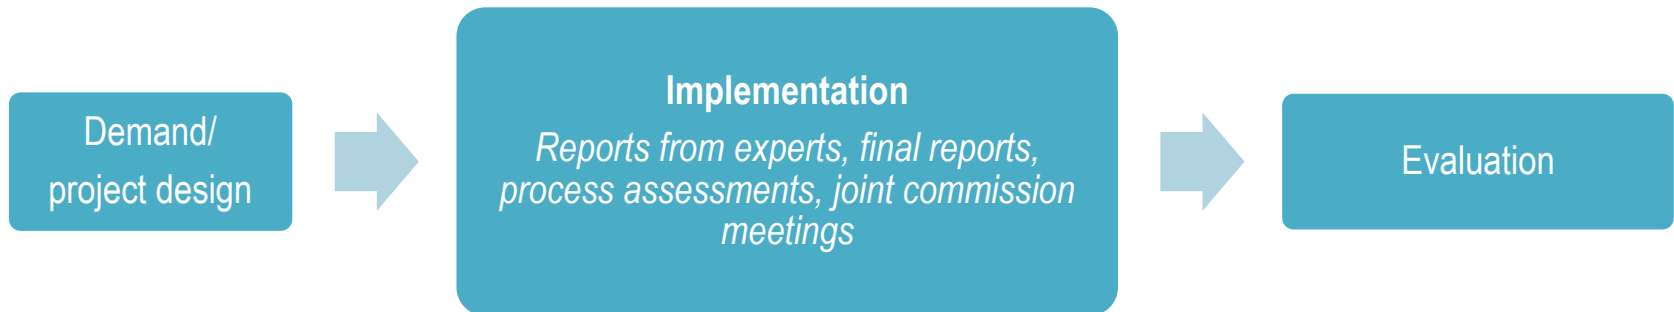 Demand/
project design
Implementation
Reports from experts, final reports,
process assessments, joint commission
meetings
Evaluation